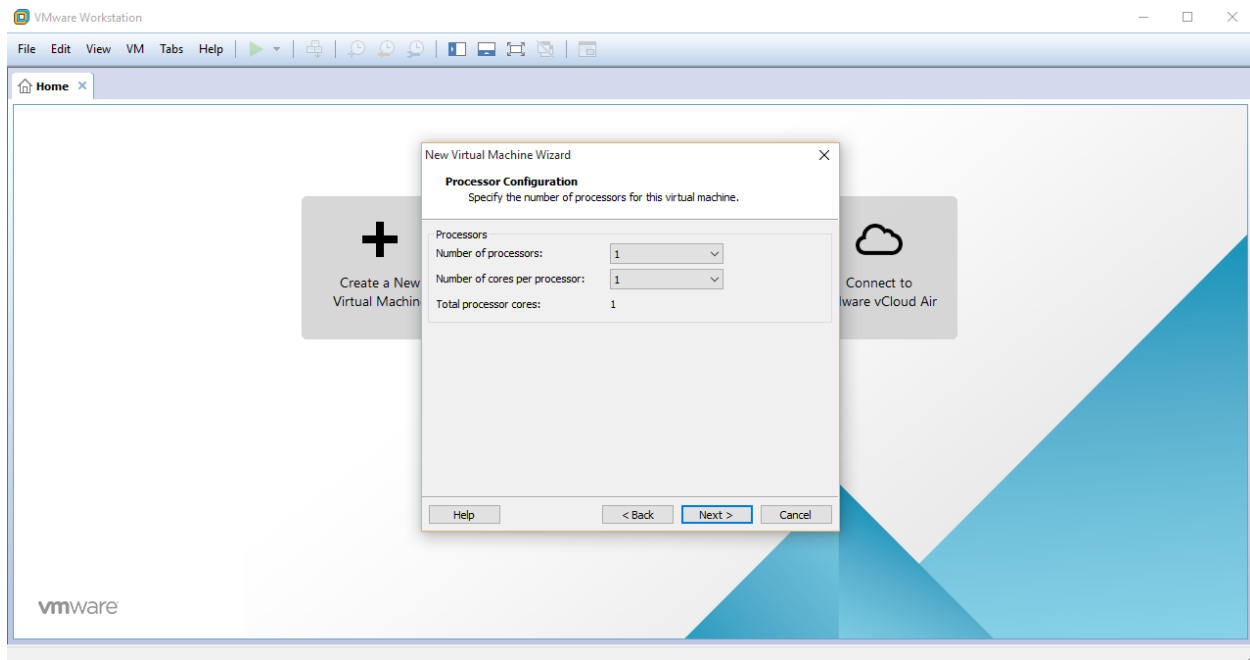 VMware Workstation
File Edit View VM Tabs Help
Home
New Virtual Machine Wizard
Processor Configuration
Specify the number of processors for this virtual machine.
Processors
Number of processors: 1
Number of cores per processor: 1
Total processor cores: 1
Help < Back Next > Cancel
Create a New
Virtual Machin
Connect to
ware vCloud Air
vmware